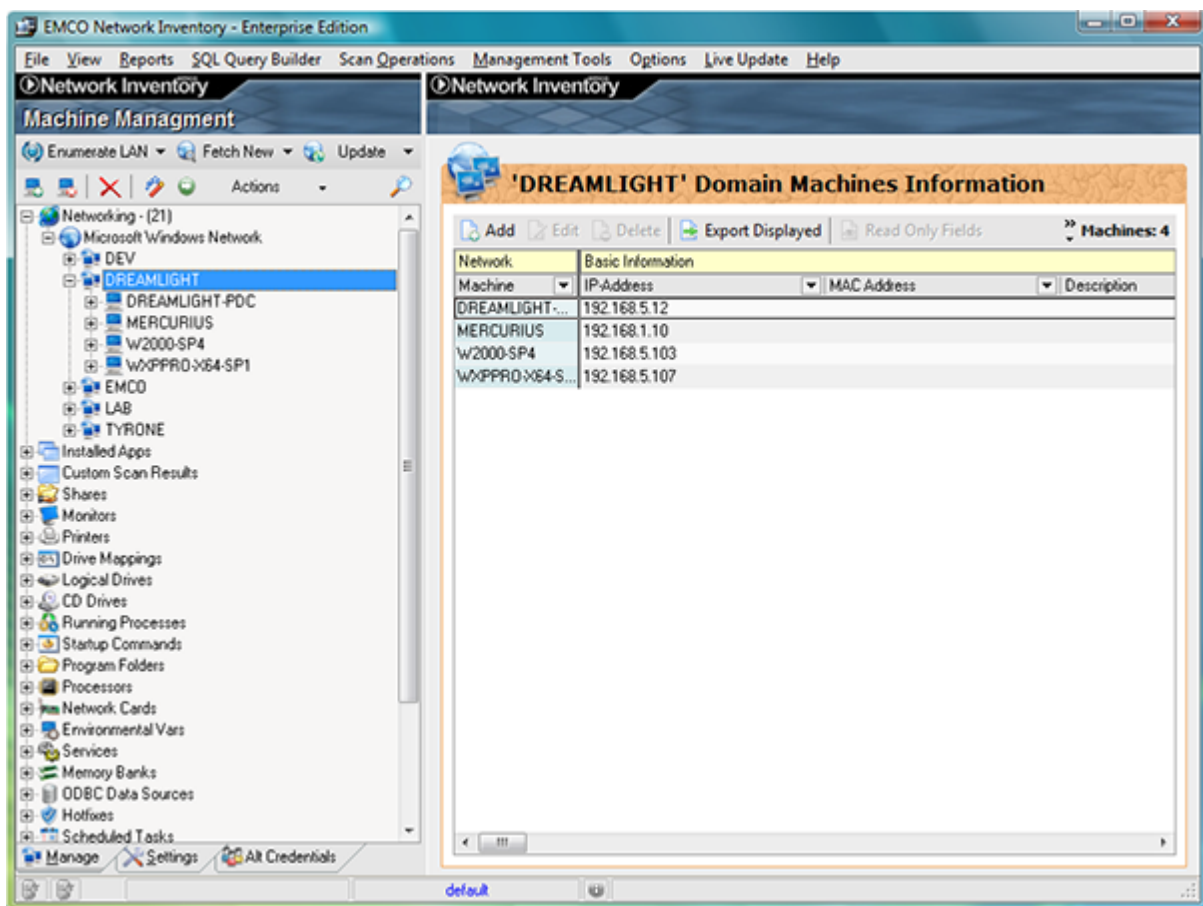 EMCO Network Inventory - Enterprise Edition
File View Reports SQL Query Builder Scan Operations Management Tools Options Live Update Help
Network Inventory
Machine Managment
Enumerate LAN Fetch New Update
Actions
Networking - (21)
Microsoft Windows Network
DEV
DREAMLIGHT
DREAMLIGHT-PDC
MERCURIUS
W2000-SP4
WXPPRO-X64-SP1
EMCO
LAB
TYRONE
Installed Apps
Custom Scan Results
Shares
Monitors
Printers
Drive Mappings
Logical Drives
CD Drives
Running Processes
Startup Commands
Program Folders
Processors
Network Cards
Environmental Vars
Services
Memory Banks
ODBC Data Sources
Hotfixes
Scheduled Tasks
Manage Settings Alt Credentials
Network Inventory
'DREAMLIGHT' Domain Machines Information
Add Edit Delete Export Displayed Read Only Fields Machines: 4
Network Basic Information
Machine IP-Address MAC Address Description
DREAMLIGHT-... 192.168.5.12
MERCURIUS 192.168.1.10
W2000-SP4 192.168.5.103
WXPPRO-X64-S... 192.168.5.107
default